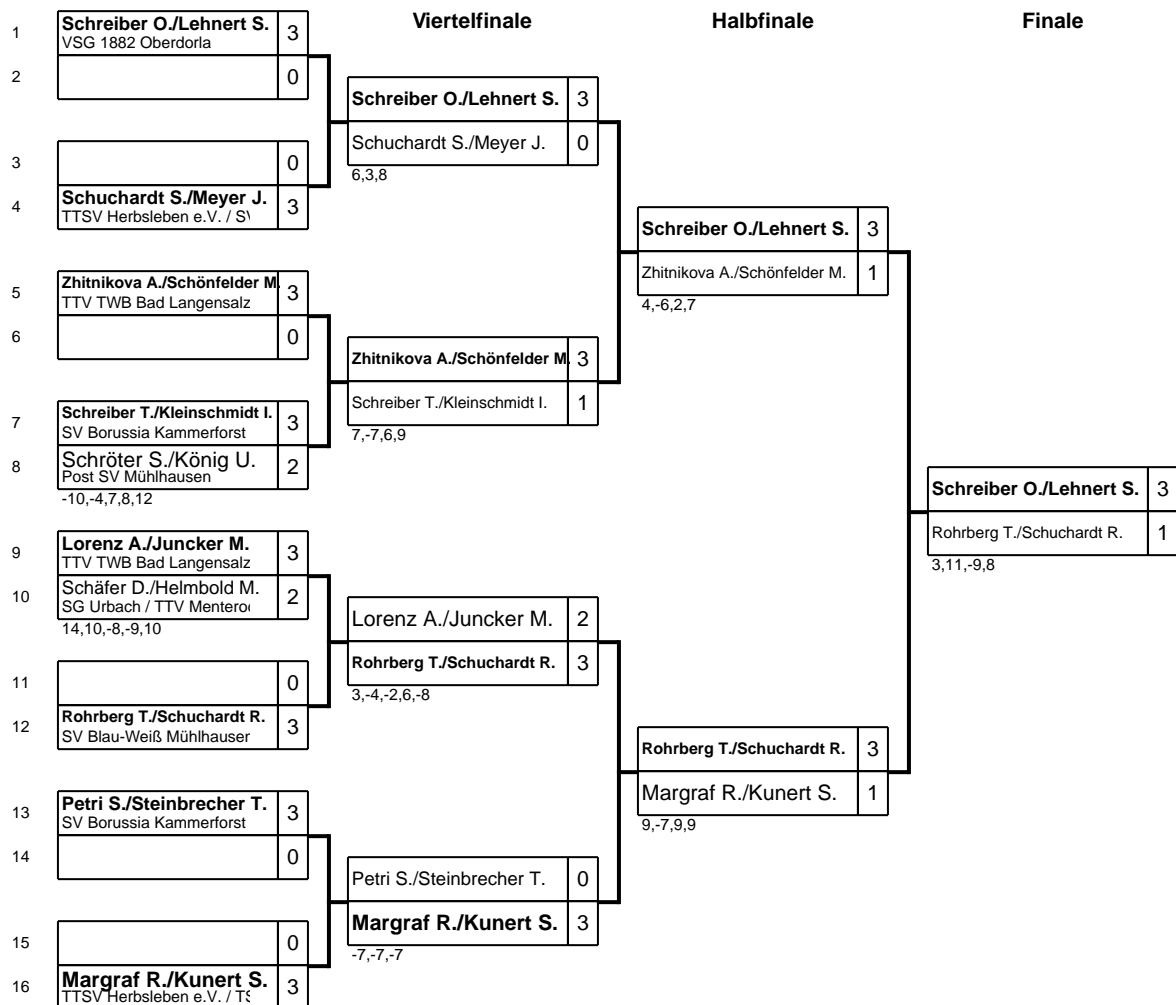 Viertelfinale
Halbfinale
Finale
1
Schreiber O./Lehnert S. 3
VSG 1882 Oberdorla
2
0
3
0
4
Schuchardt S./Meyer J. 3
TTSV Herbsleben e.V. / SV
5
Zhitnikova A./Schönfelder M. 3
TTV TWB Bad Langensalz
6
0
7
Schreiber T./Kleinschmidt I. 3
SV Borussia Kammerforst
8
Schröter S./König U. 2
Post SV Mühlhausen
-10,-4,7,8,12
9
Lorenz A./Juncker M. 3
TTV TWB Bad Langensalz
10
Schäfer D./Helmbold M. 2
SG Urbach / TTV Menteroc
14,10,-8,-9,10
11
0
12
Rohrberg T./Schuchardt R. 3
SV Blau-Weiß Mühlhauser
13
Petri S./Steinbrecher T. 3
SV Borussia Kammerforst
14
0
15
0
16
Margraf R./Kunert S. 3
TTSV Herbsleben e.V. / TS
Schreiber O./Lehnert S. 3
Schuchardt S./Meyer J. 0
6,3,8
Zhitnikova A./Schönfelder M. 3
Schreiber T./Kleinschmidt I. 1
7,-7,6,9
Lorenz A./Juncker M. 2
Rohrberg T./Schuchardt R. 3
3,-4,-2,6,-8
Petri S./Steinbrecher T. 0
Margraf R./Kunert S. 3
-7,-7,-7
Schreiber O./Lehnert S. 3
Zhitnikova A./Schönfelder M. 1
4,-6,2,7
Rohrberg T./Schuchardt R. 3
Margraf R./Kunert S. 1
9,-7,9,9
Schreiber O./Lehnert S. 3
Rohrberg T./Schuchardt R. 1
3,11,-9,8